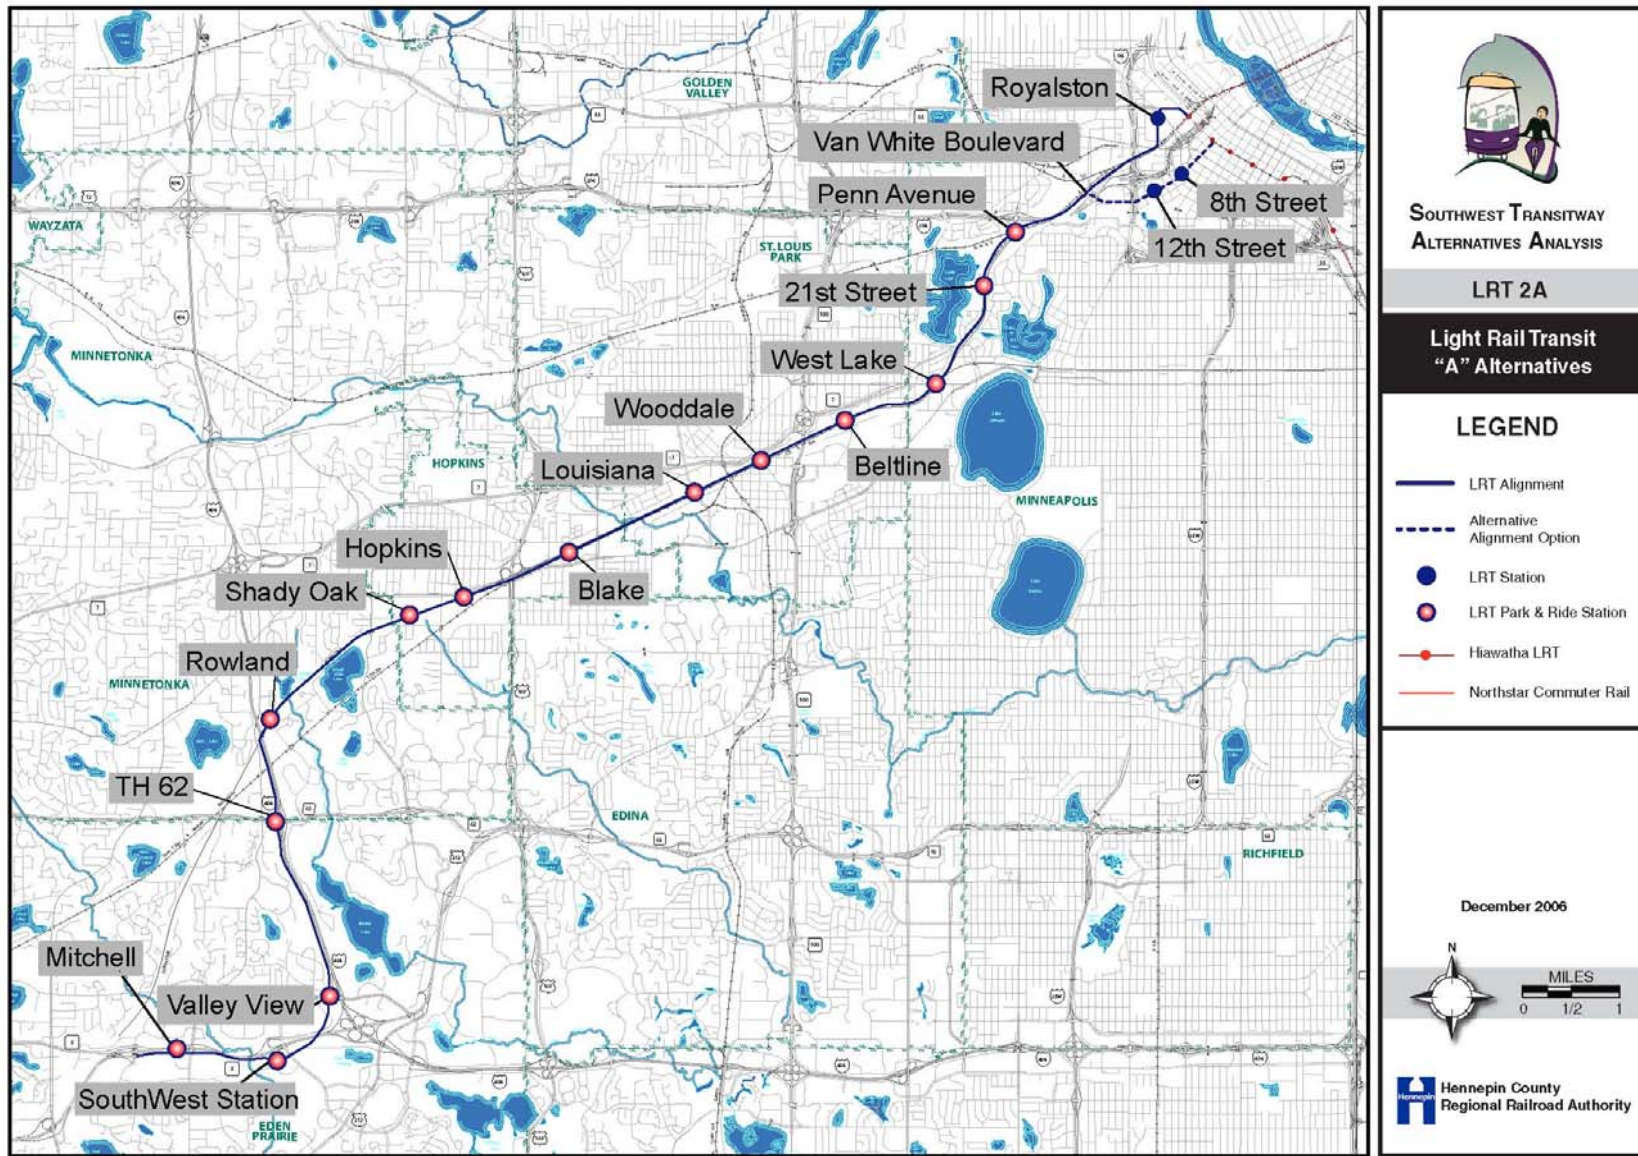 GOLDEN
VALLEY
Royalston
Van White Boulevard
Penn Avenue
8th Street
WAYZATA
ST.LOUIS
PARK
12th Street
21st Street
MINNETONKA
West Lake
Wooddale
HOPKINS
Louisiana
Beltline
MINNEAPOLIS
Hopkins
Shady Oak
Blake
Rowland
MINNETONKA
TH 62
EDINA
RICHFIELD
Mitchell
Valley View
SouthWest Station
EDEN
PRAIRIE
SOUTHWEST TRANSITWAY
ALTERNATIVES ANALYSIS
LRT 2A
Light Rail Transit
“A” Alternatives
LEGEND
LRT Alignment
Alternative
Alignment Option
LRT Station
LRT Park & Ride Station
Hiawatha LRT
Northstar Commuter Rail
December 2006
N
MILES
0 1/2 1
Hennepin
Hennepin County
Regional Railroad Authority